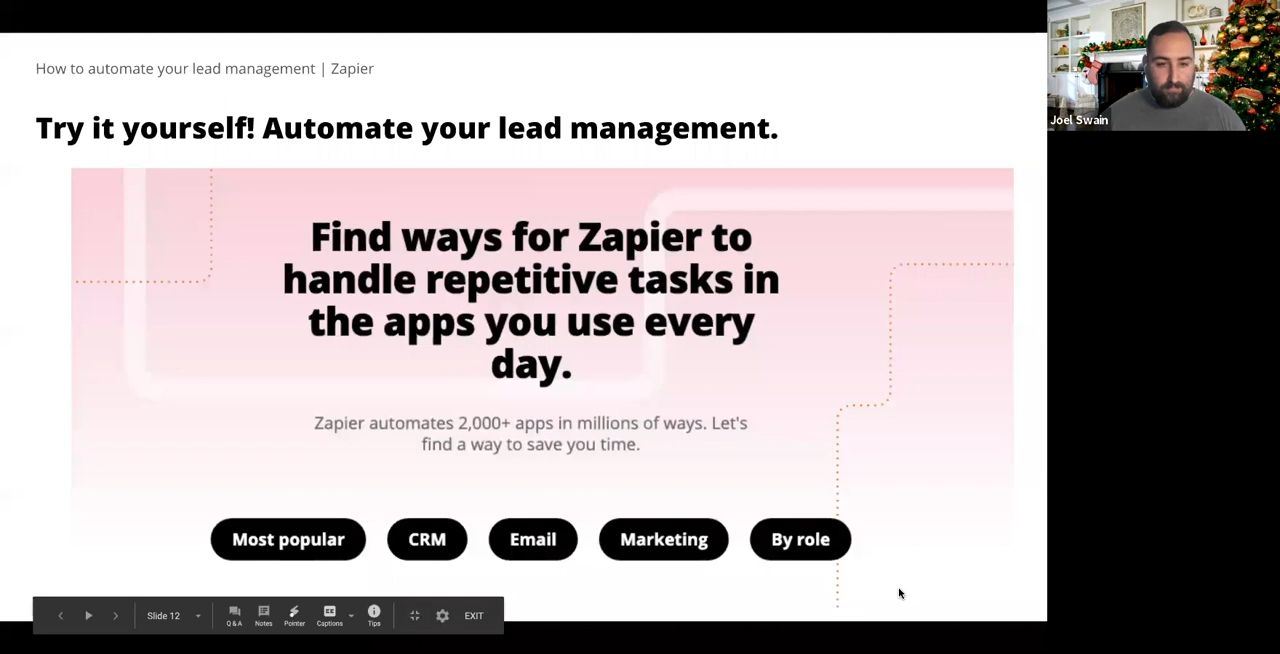 How to automate your lead management | Zapier
Try it yourself! Automate your lead management.
Find ways for Zapier to
handle repetitive tasks in
the apps you use every
day.
Zapier automates 2,000+ apps in millions of ways. Let's
find a way to save you time.
Most popular
CRM
Email
Marketing
By role
Slide 12
Q & A
Notes
Pointer
CC
Captions
Tips
EXIT
Joel Swain